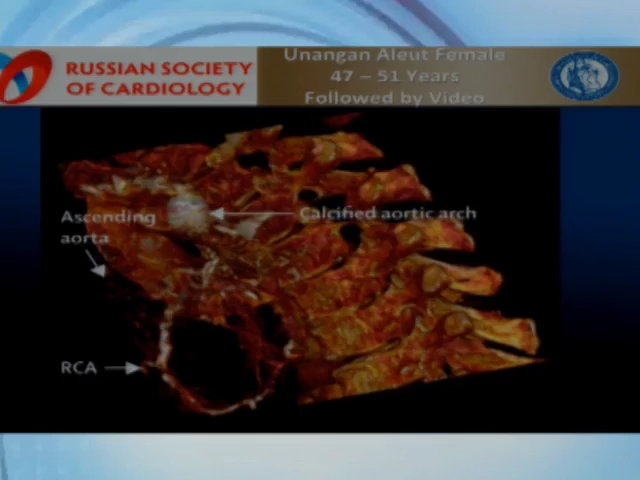 RUSSIAN SOCIETY
OF CARDIOLOGY
Unangan Aleut Female
47 – 51 Years
Followed by Video
Ascending
aorta
Calcified aortic arch
RCA